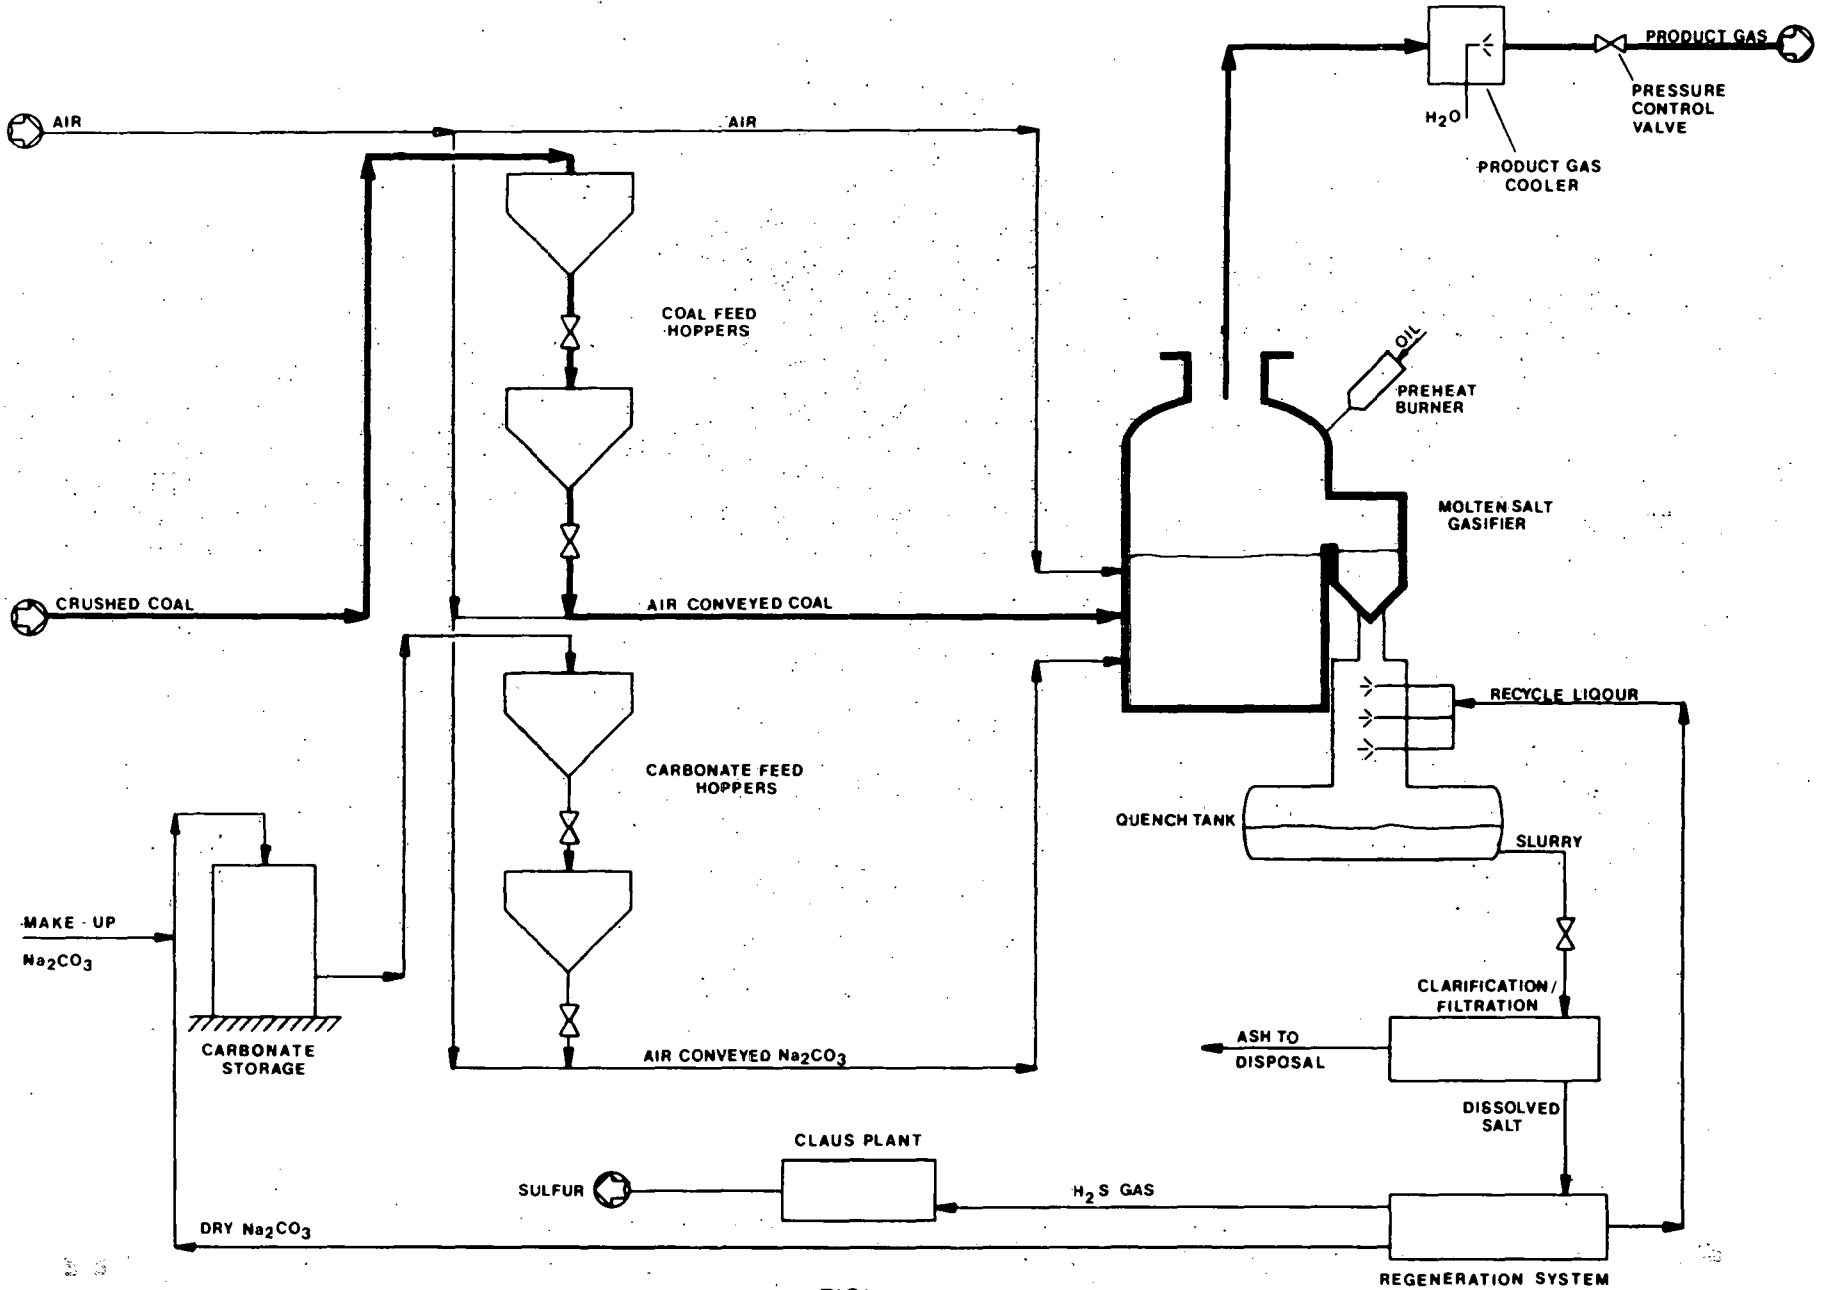 PRODUCT GAS
PRESSURE
CONTROL
VALVE
H2O
PRODUCT GAS
COOLER
AIR
AIR
COAL FEED
HOPPERS
OIL
PREHEAT
BURNER
MOLTEN SALT
GASIFIER
CRUSHED COAL
AIR CONVEYED COAL
RECYCLE LIQOUR
CARBONATE FEED
HOPPERS
QUENCH TANK
SLURRY
MAKE - UP
Na2CO3
CLARIFICATION/
FILTRATION
ASH TO
DISPOSAL
CARBONATE
STORAGE
AIR CONVEYED Na2CO3
DISSOLVED
SALT
CLAUS PLANT
SULFUR
H2S GAS
DRY Na2CO3
REGENERATION SYSTEM